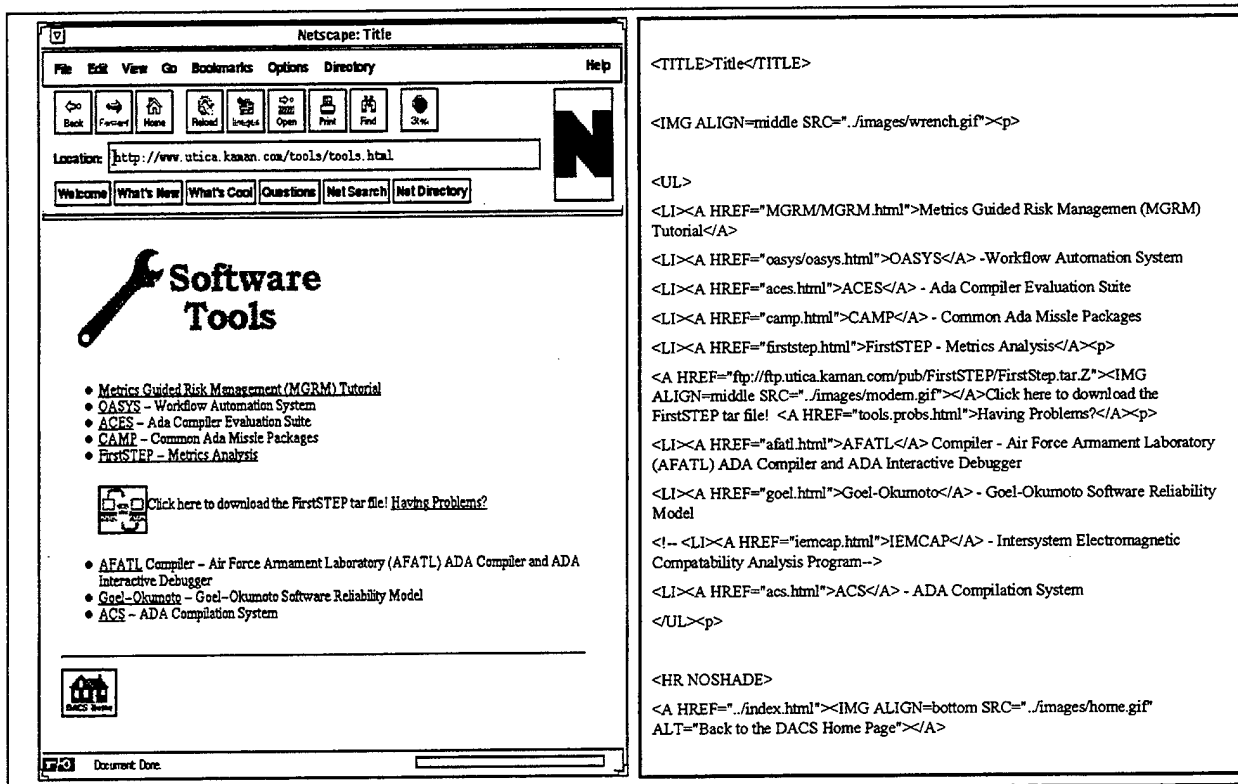 Netscape: Title
File Edit View Go Bookmarks Options Directory Help
Back Forward Home Reload Images Open Print Find Stop
Location: http://www.utica.kaman.com/tools/tools.html
N
Welcome What's New What's Cool Questions Net Search Net Directory
Software
Tools
Metrics Guided Risk Management (MGRM) Tutorial
OASYS – Workflow Automation System
ACES – Ada Compiler Evaluation Suite
CAMP – Common Ada Missle Packages
FirstSTEP – Metrics Analysis
Click here to download the FirstSTEP tar file! Having Problems?
AFATL Compiler – Air Force Armament Laboratory (AFATL) ADA Compiler and ADA
Interactive Debugger
Goel–Okumoto – Goel–Okumoto Software Reliability Model
ACS – ADA Compilation System
DACS Home
Document: Done.
<TITLE>Title</TITLE>
<IMG ALIGN=middle SRC="../images/wrench.gif"><p>
<UL>
<LI><A HREF="MGRM/MGRM.html">Metrics Guided Risk Managemen (MGRM)
Tutorial</A>
<LI><A HREF="oasys/oasys.html">OASYS</A> -Workflow Automation System
<LI><A HREF="aces.html">ACES</A> - Ada Compiler Evaluation Suite
<LI><A HREF="camp.html">CAMP</A> - Common Ada Missle Packages
<LI><A HREF="firststep.html">FirstSTEP - Metrics Analysis</A><p>
<A HREF="ftp://ftp.utica.kaman.com/pub/FirstSTEP/FirstStep.tar.Z"><IMG
ALIGN=middle SRC="../images/modem.gif"></A>Click here to download the
FirstSTEP tar file! <A HREF="tools.probs.html">Having Problems?</A><p>
<LI><A HREF="afatl.html">AFATL</A> Compiler - Air Force Armament Laboratory
(AFATL) ADA Compiler and ADA Interactive Debugger
<LI><A HREF="goel.html">Goel-Okumoto</A> - Goel-Okumoto Software Reliability
Model
<!-- <LI><A HREF="iemcap.html">IEMCAP</A> - Intersystem Electromagnetic
Compatability Analysis Program-->
<LI><A HREF="acs.html">ACS</A> - ADA Compilation System
</UL><p>
<HR NOSHADE>
<A HREF="../index.html"><IMG ALIGN=bottom SRC="../images/home.gif"
ALT="Back to the DACS Home Page"></A>